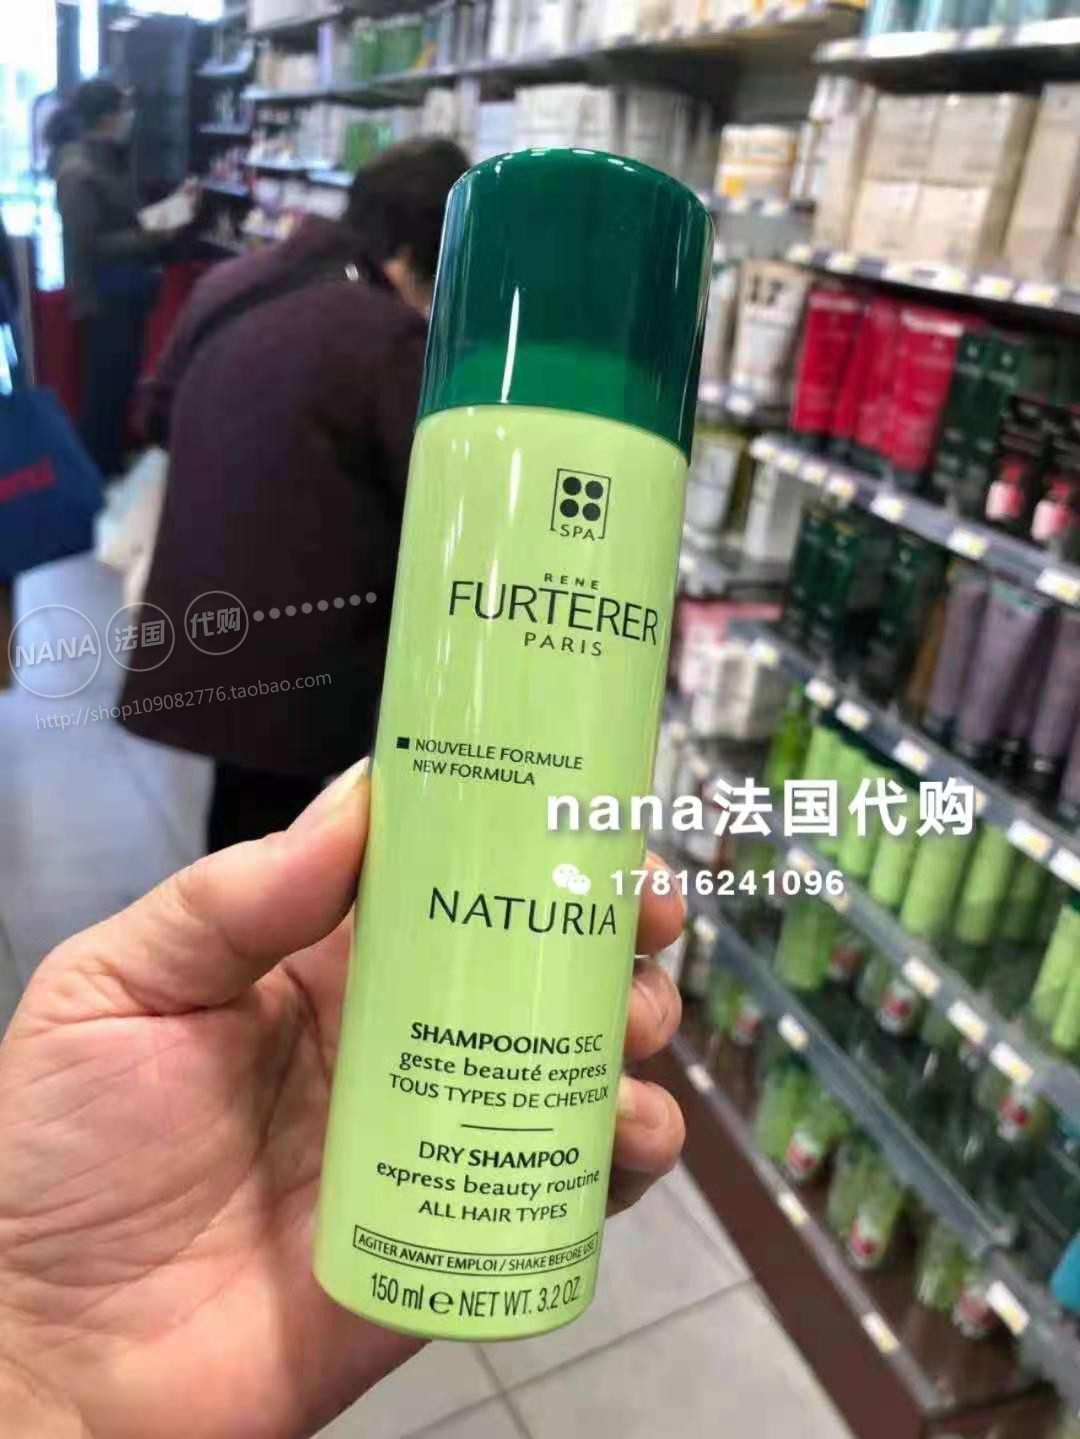 SPA
RENE
FURTERER
PARIS
NOUVELLE FORMULE
NEW FORMULA
NATURIA
SHAMPOOING SEC
geste beauté express
TOUS TYPES DE CHEVEUX
DRY SHAMPOO
express beauty routine
ALL HAIR TYPES
AGITER AVANT EMPLOI / SHAKE BEFORE USE
150 ml e NET WT. 3.2 OZ.
NANA 法国 代购
http://shop109082776.taobao.com
nana法国代购
17816241096